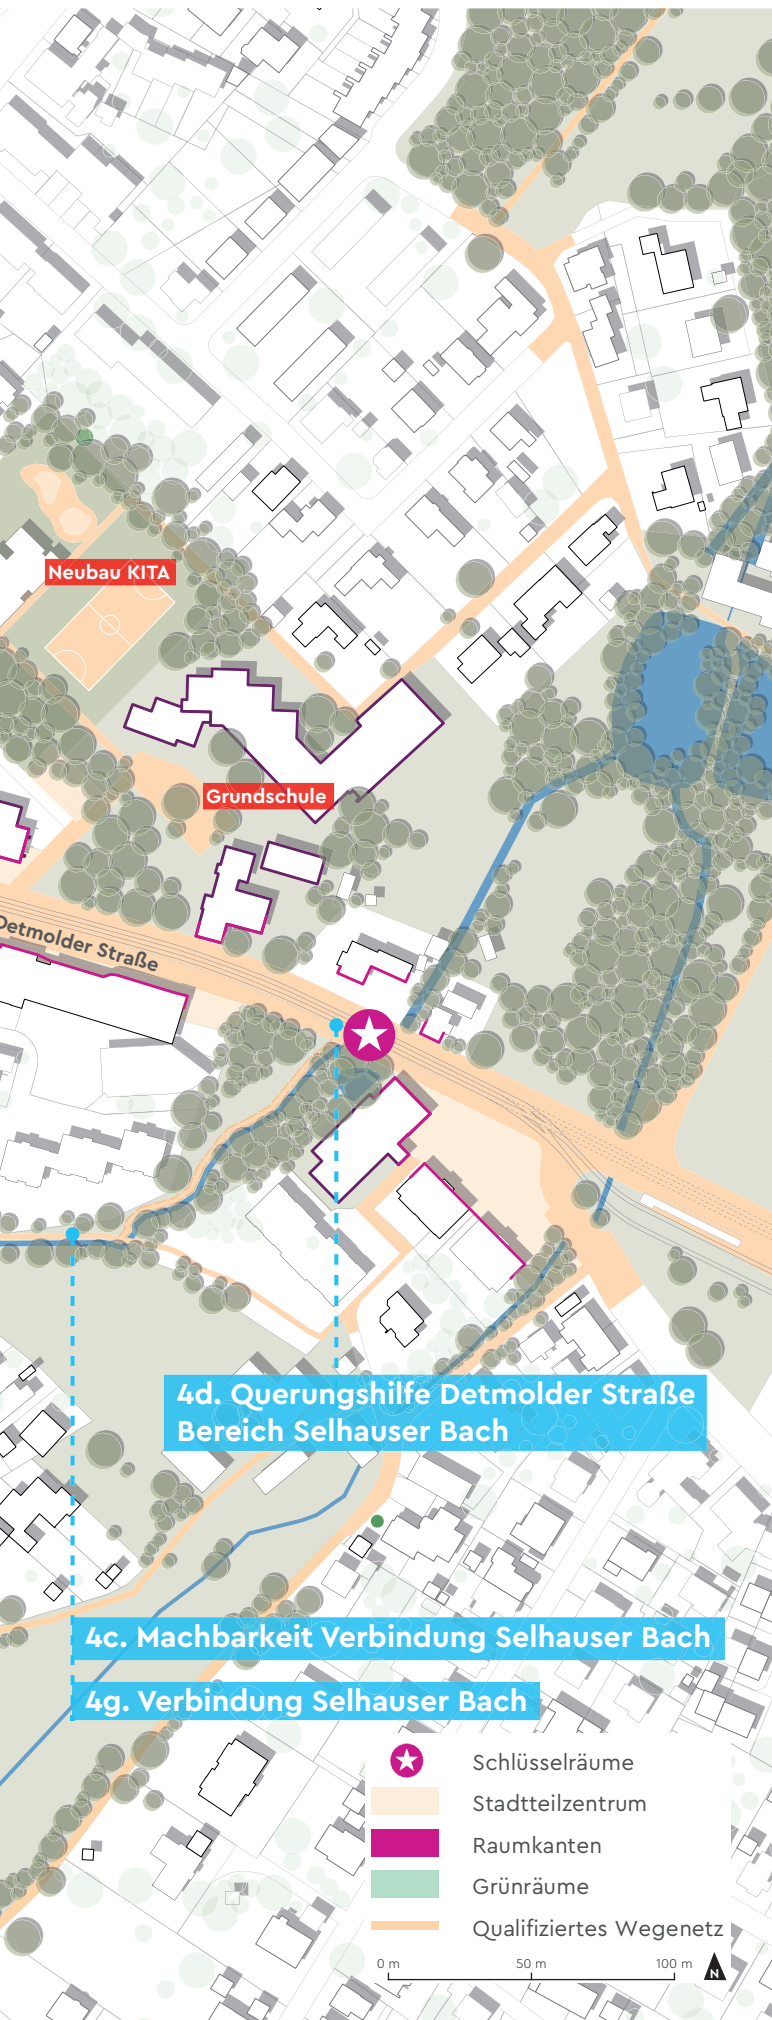 Neubau KITA
Grundschule
Detmolder Straße
4d. Querungshilfe Detmolder Straße
Bereich Selhauser Bach
4c. Machbarkeit Verbindung Selhauser Bach
4g. Verbindung Selhauser Bach
Schlüsselräume
Stadtteilzentrum
Raumkanten
Grünräume
Qualifiziertes Wegenetz
0 m 50 m 100 m N